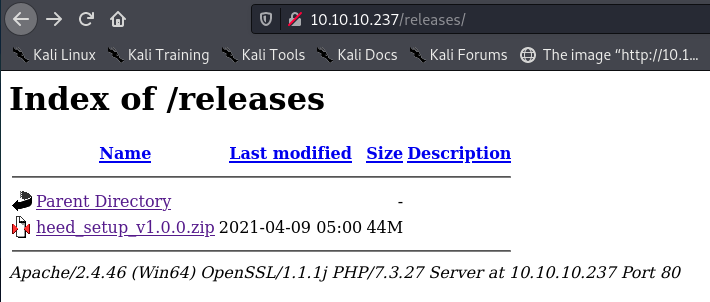 10.10.10.237/releases/
Kali Linux Kali Training Kali Tools Kali Docs Kali Forums The image “http://10.1...
Index of /releases
Name Last modified Size Description
Parent Directory -
heed_setup_v1.0.0.zip 2021-04-09 05:00 44M
Apache/2.4.46 (Win64) OpenSSL/1.1.1j PHP/7.3.27 Server at 10.10.10.237 Port 80